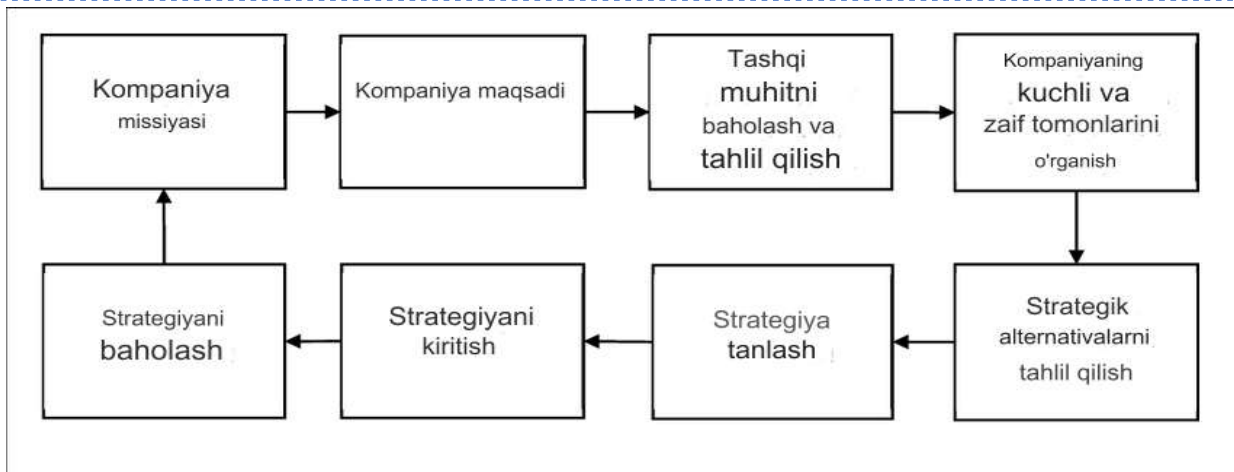 Kompaniya
missiyasi
Kompaniya maqsadi
Tashqi
muhitni
baholash va
tahlil qilish
Kompaniyaning
kuchli va
zaif tomonlarini
o'rganish
Strategiyani
baholash
Strategiyani
kiritish
Strategiya
tanlash
Strategik
alternativalarni
tahlil qilish